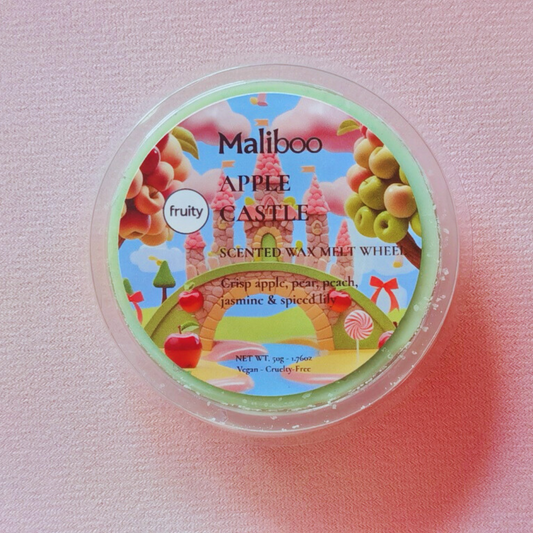 Maliboo
APPLE
CASTLE
fruity
SCENTED WAX MELT WHEEL
Crisp apple, pear, peach,
jasmine & spiced lily
NET WT. 50g - 1.76oz
Vegan - Cruelty-Free